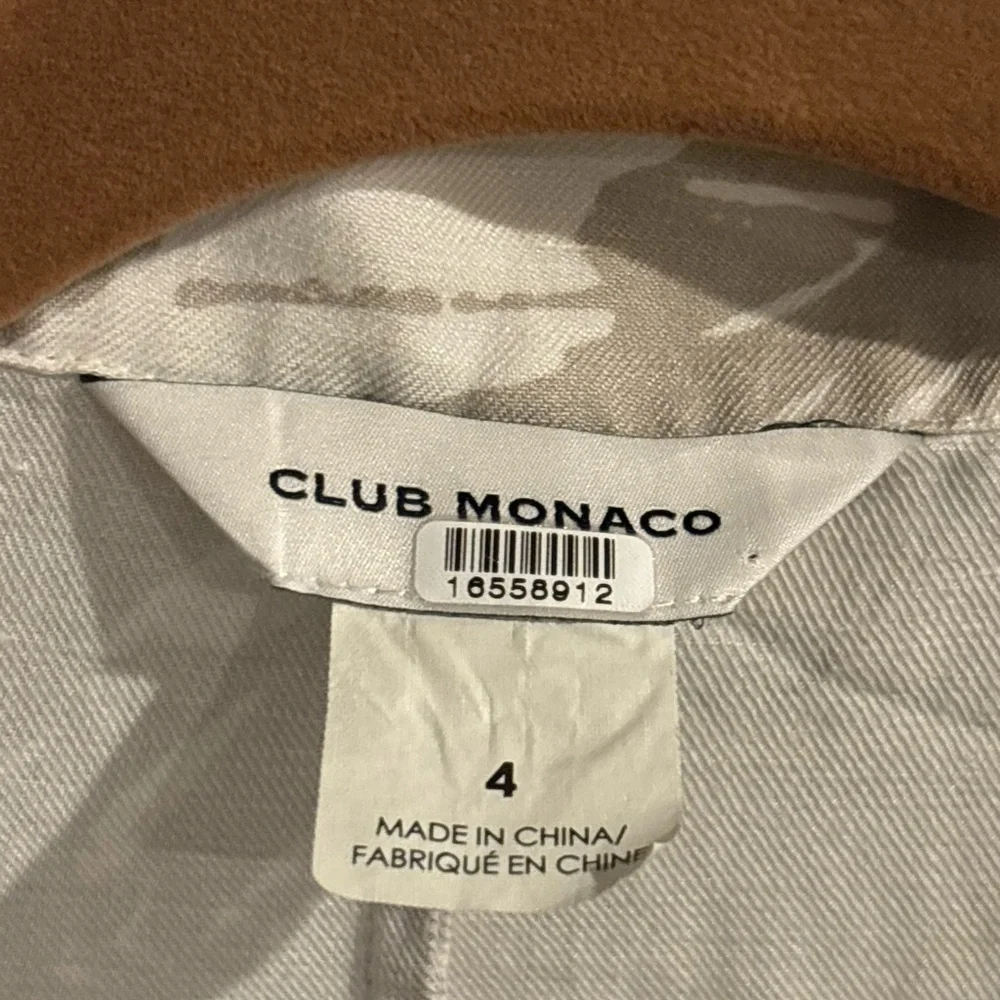 CLUB MONACO
16558912
4
MADE IN CHINA/
FABRIQUÉ EN CHINE